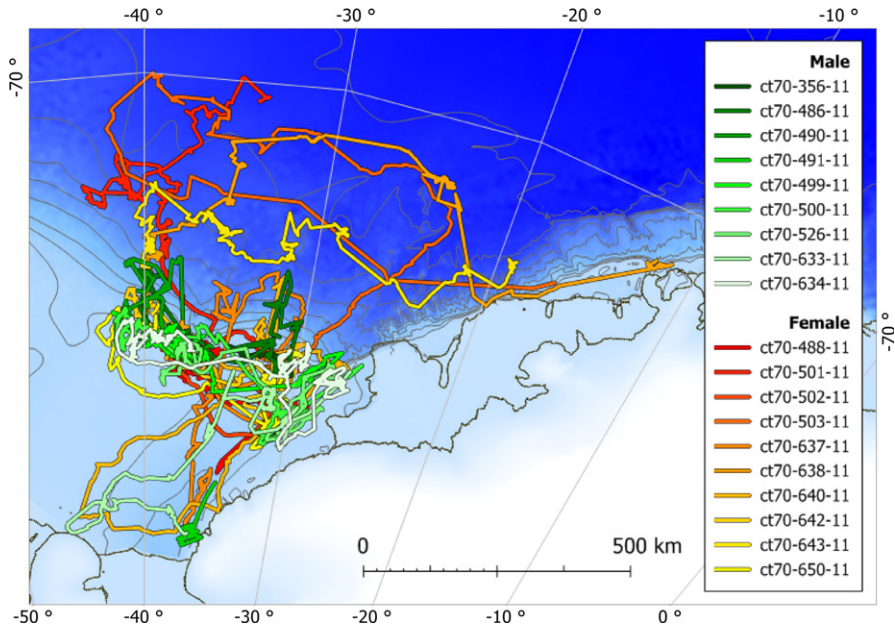 -40 °
-30 °
-20 °
-10 °
-70 °
Male
ct70-356-11
ct70-486-11
ct70-490-11
ct70-491-11
ct70-499-11
ct70-500-11
ct70-526-11
ct70-633-11
ct70-634-11
Female
ct70-488-11
ct70-501-11
ct70-502-11
ct70-503-11
ct70-637-11
ct70-638-11
ct70-640-11
ct70-642-11
ct70-643-11
ct70-650-11
-70 °
0
500 km
-50 °
-40 °
-30 °
-20 °
-10 °
0 °